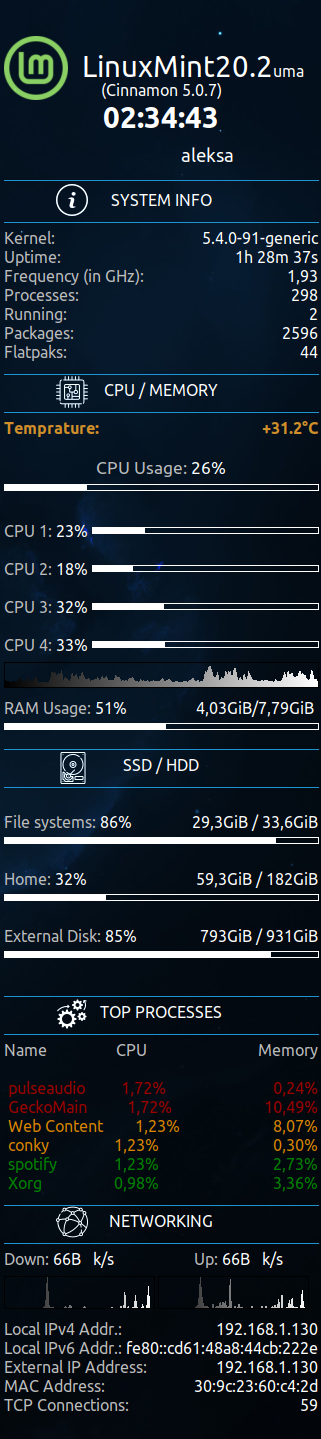 LinuxMint20.2uma
(Cinnamon 5.0.7)
02:34:43
aleksa
SYSTEM INFO
Kernel: 5.4.0-91-generic
Uptime: 1h 28m 37s
Frequency (in GHz): 1,93
Processes: 298
Running: 2
Packages: 2596
Flatpaks: 44
CPU / MEMORY
Temprature: +31.2°C
CPU Usage: 26%
CPU 1: 23%
CPU 2: 18%
CPU 3: 32%
CPU 4: 33%
RAM Usage: 51% 4,03GiB/7,79GiB
SSD / HDD
File systems: 86% 29,3GiB / 33,6GiB
Home: 32% 59,3GiB / 182GiB
External Disk: 85% 793GiB / 931GiB
TOP PROCESSES
Name CPU Memory
pulseaudio 1,72% 0,24%
GeckoMain 1,72% 10,49%
Web Content 1,23% 8,07%
conky 1,23% 0,30%
spotify 1,23% 2,73%
Xorg 0,98% 3,36%
NETWORKING
Down: 66B k/s Up: 66B k/s
Local IPv4 Addr.: 192.168.1.130
Local IPv6 Addr.: fe80::cd61:48a8:44cb:222e
External IP Address: 192.168.1.130
MAC Address: 30:9c:23:60:c4:2d
TCP Connections: 59